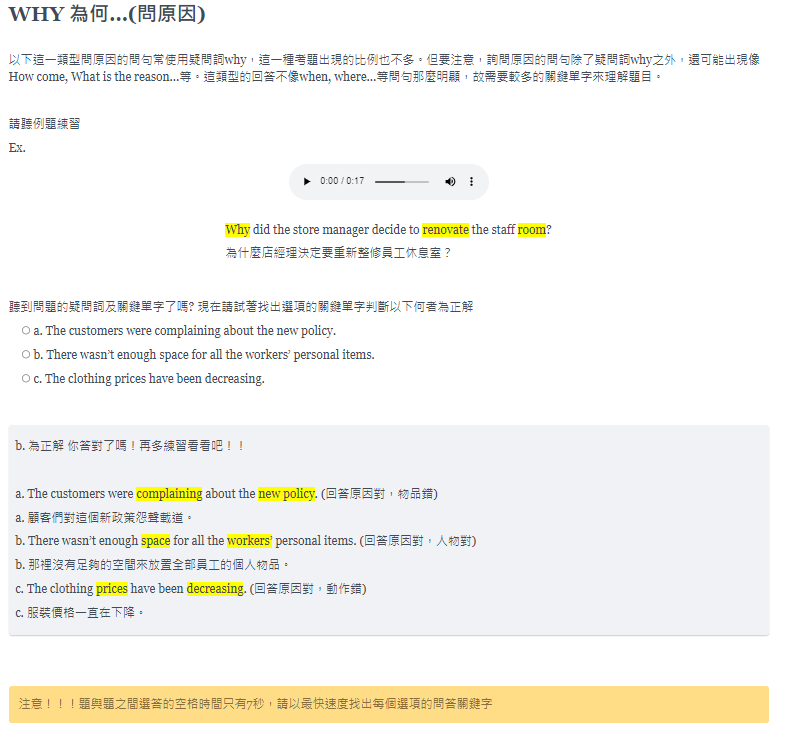 WHY 為何...(問原因)
以下這一類型問原因的問句常使用疑問詞why，這一種考題出現的比例也不多。但要注意，詢問原因的問句除了疑問詞why之外，還可能出現像
How come, What is the reason...等。這類型的回答不像when, where...等問句那麼明顯，故需要較多的關鍵單字來理解題目。
請聽例題練習
Ex.
0:00 / 0:17
Why did the store manager decide to renovate the staff room?
為什麼店經理決定要重新整修員工休息室？
聽到問題的疑問詞及關鍵單字了嗎? 現在請試著找出選項的關鍵單字判斷以下何者為正解
a. The customers were complaining about the new policy.
b. There wasn’t enough space for all the workers’ personal items.
c. The clothing prices have been decreasing.
b. 為正解 你答對了嗎！再多練習看看吧！！
a. The customers were complaining about the new policy. (回答原因對，物品錯)
a. 顧客們對這個新政策怨聲載道。
b. There wasn’t enough space for all the workers’ personal items. (回答原因對，人物對)
b. 那裡沒有足夠的空間來放置全部員工的個人物品。
c. The clothing prices have been decreasing. (回答原因對，動作錯)
c. 服裝價格一直在下降。
注意！！！題與題之間選答的空格時間只有7秒，請以最快速度找出每個選項的問答關鍵字